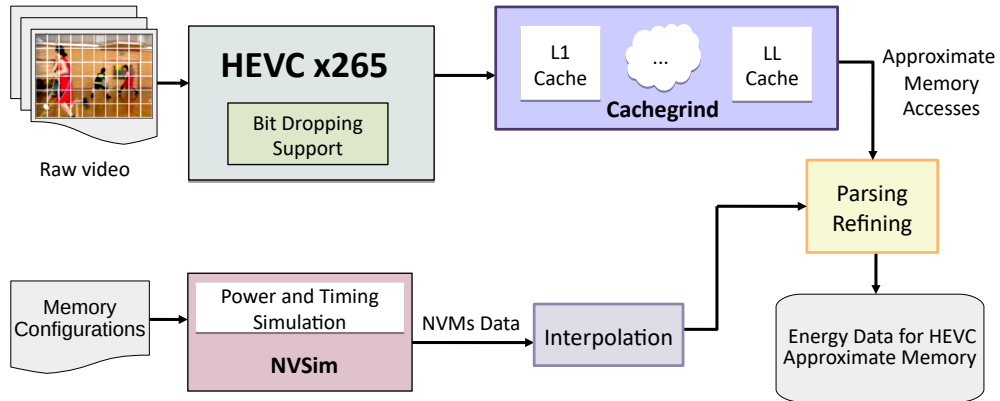 HEVC x265
Bit Dropping
Support
Raw video
L1
Cache
...
LL
Cache
Cachegrind
Approximate
Memory
Accesses
Parsing
Refining
Memory
Configurations
Power and Timing
Simulation
NVSim
NVMs Data
Interpolation
Energy Data for HEVC
Approximate Memory